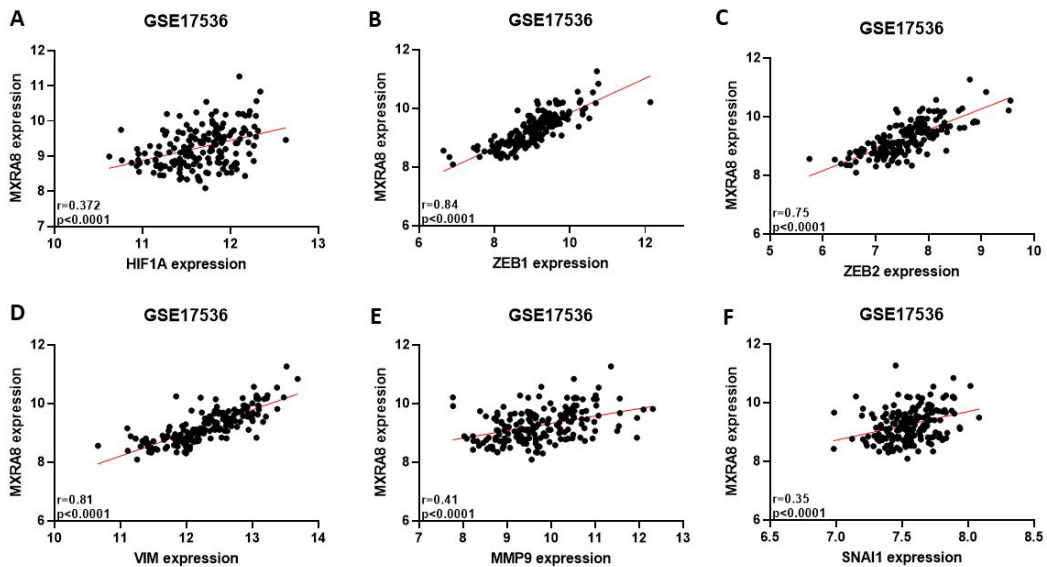 A
GSE17536
MXRA8 expression
12
11
10
9
8
7
r=0.372
p<0.0001
10
11
12
13
HIF1A expression
B
GSE17536
MXRA8 expression
12
10
8
6
r=0.84
p<0.0001
6
8
10
12
ZEB1 expression
C
GSE17536
MXRA8 expression
12
10
8
6
r=0.75
p<0.0001
5
6
7
8
9
10
ZEB2 expression
D
GSE17536
MXRA8 expression
12
10
8
6
r=0.81
p<0.0001
10
11
12
13
14
VIM expression
E
GSE17536
MXRA8 expression
12
10
8
6
r=0.41
p<0.0001
7
8
9
10
11
12
13
MMP9 expression
F
GSE17536
MXRA8 expression
12
10
8
6
r=0.35
p<0.0001
6.5
7.0
7.5
8.0
8.5
SNAI1 expression